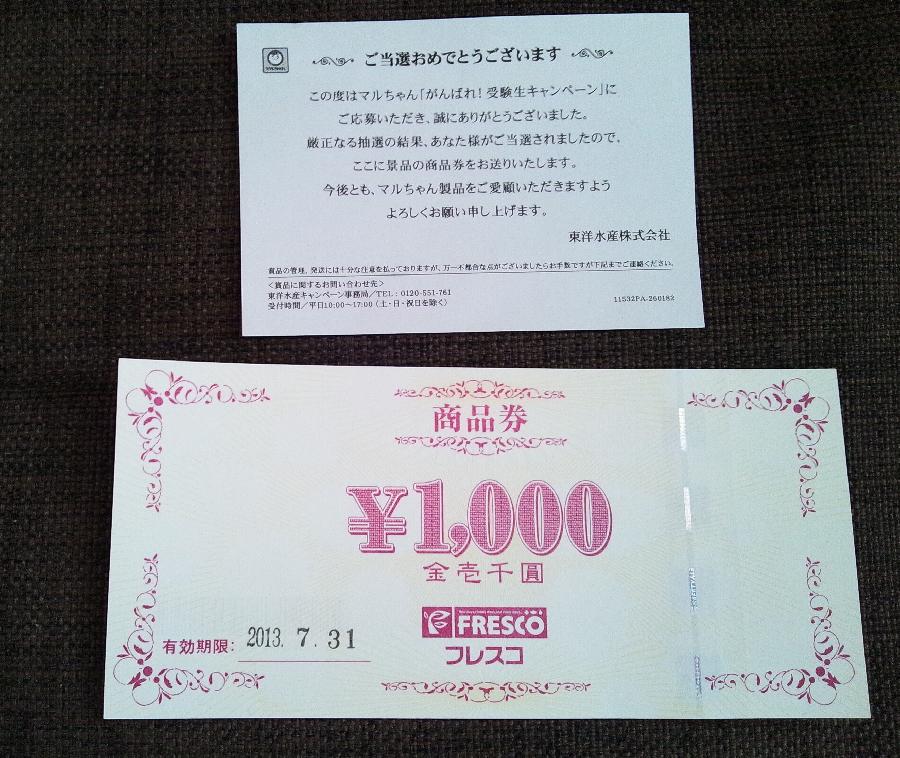 ご当選おめでとうございます
この度はマルちゃん「がんばれ！受験生キャンペーン」に
ご応募いただき、誠にありがとうございました。
厳正なる抽選の結果、あなた様がご当選されましたので、
ここに景品の商品券をお送りいたします。
今後とも、マルちゃん製品をご愛顧いただきますよう
よろしくお願い申し上げます。
東洋水産株式会社
賞品の管理、発送には十分な注意を払っておりますが、万一不都合な点がございましたらお手数ですが下記までご連絡ください。
＜賞品に関するお問い合わせ先＞
東洋水産キャンペーン事務局／TEL：0120-551-761
受付時間／平日10:00～17:00（土・日・祝日を除く）
11532PA-260182
商品券
¥1,000
金壱千圓
FRESCO
フレスコ
有効期限: 2013. 7. 31